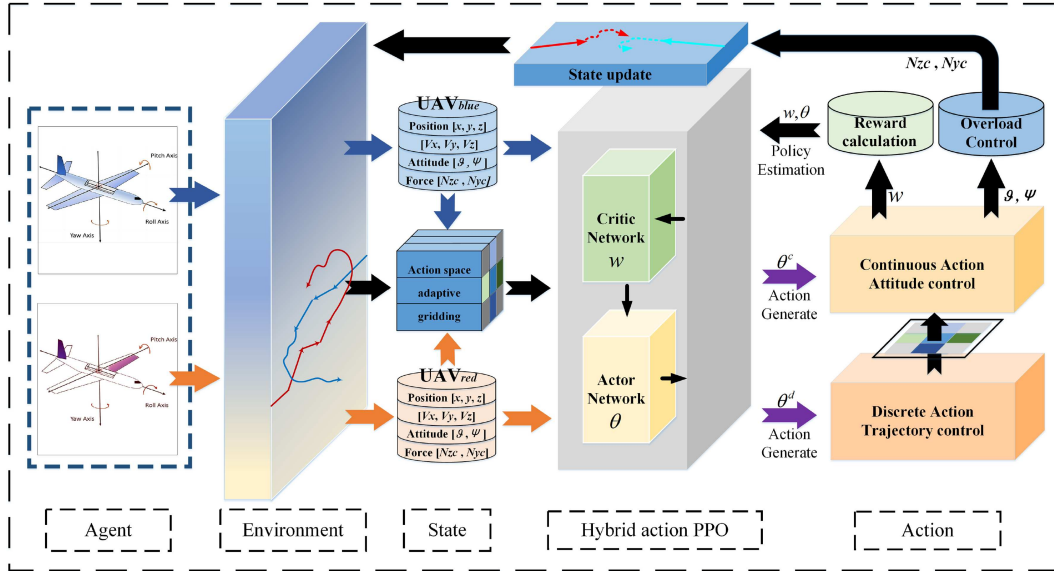 State update
Nzc , Nyc
Pitch Axis
Roll Axis
Yaw Axis
Pitch Axis
Roll Axis
Yaw Axis
UAVblue
Position [x, y, z]
[Vx, Vy, Vz]
Attitude [ϑ , Ψ ]
Force [Nzc , Nyc]
Action space
adaptive
gridding
UAVred
Position [x, y, z]
[Vx, Vy, Vz]
Attitude [ϑ , Ψ ]
Force [Nzc , Nyc]
Critic
Network
w
Actor
Network
θ
w, θ
Policy
Estimation
Reward
calculation
Overload
Control
w
ϑ, Ψ
θc
Action
Generate
Continuous Action
Attitude control
θd
Action
Generate
Discrete Action
Trajectory control
Agent
Environment
State
Hybrid action PPO
Action